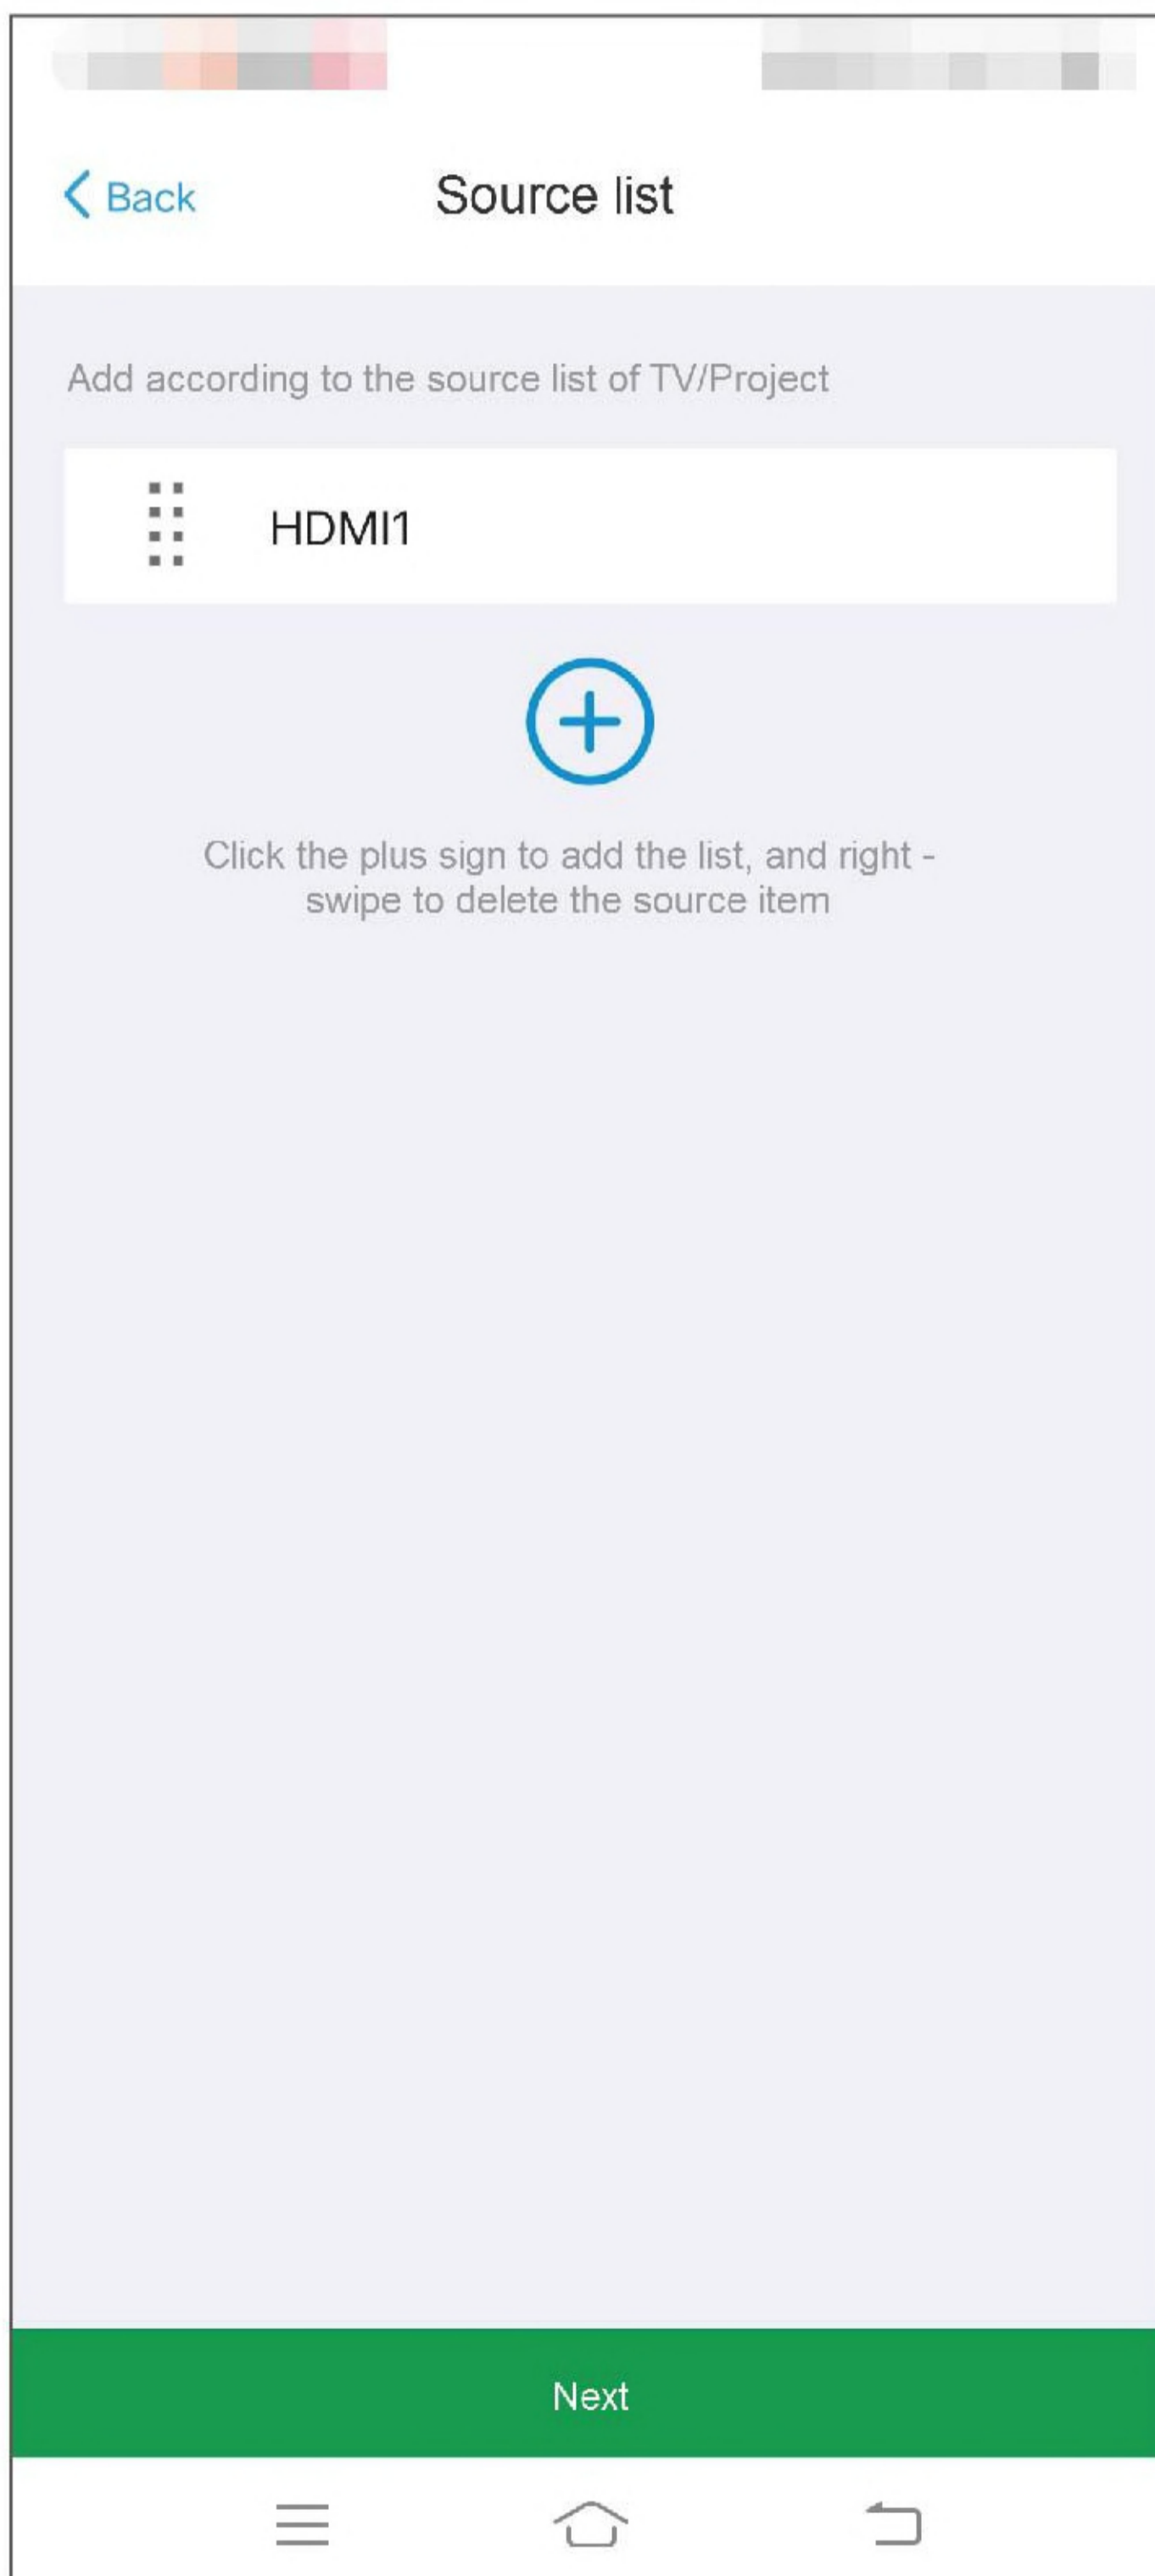 Back
Source list
Add according to the source list of TV/Project
HDMI1
Click the plus sign to add the list, and right -
swipe to delete the source item
Next